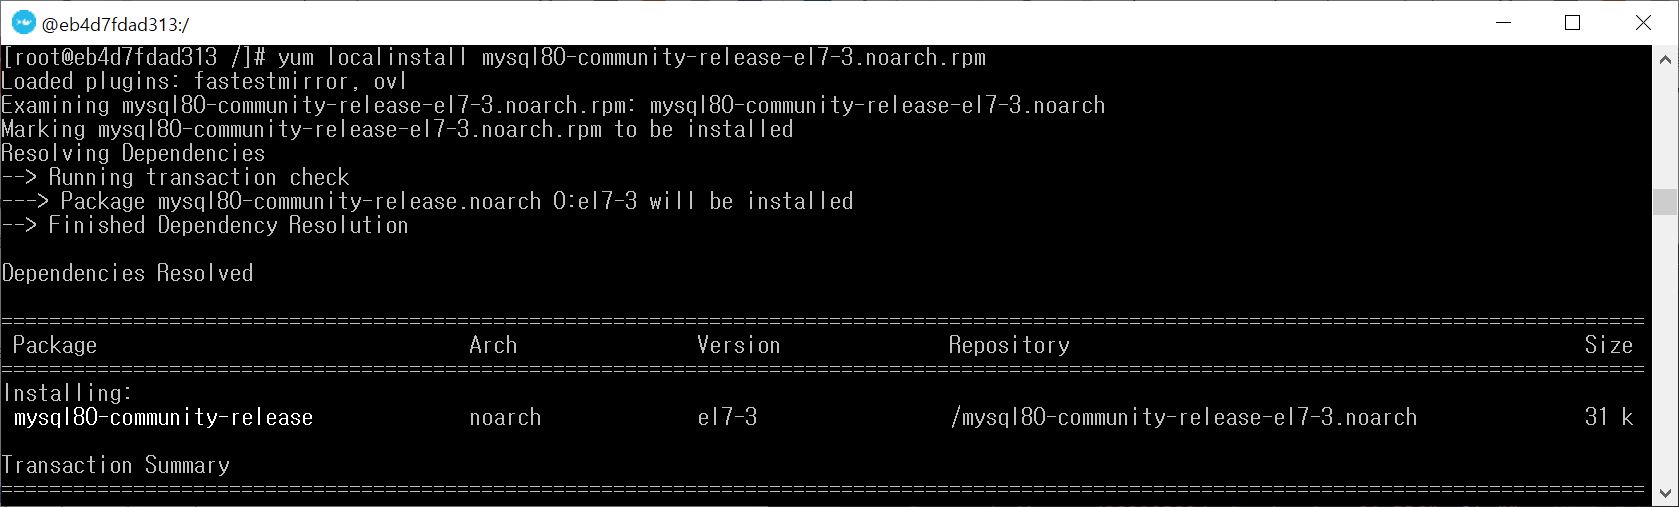 @eb4d7fdad313:/
[root@eb4d7fdad313 /]# yum localinstall mysql80-community-release-el7-3.noarch.rpm
Loaded plugins: fastestmirror, ovl
Examining mysql80-community-release-el7-3.noarch.rpm: mysql80-community-release-el7-3.noarch
Marking mysql80-community-release-el7-3.noarch.rpm to be installed
Resolving Dependencies
--> Running transaction check
---> Package mysql80-community-release.noarch 0:el7-3 will be installed
--> Finished Dependency Resolution
Dependencies Resolved
================================================================================
Package Arch Version Repository Size
================================================================================
Installing:
mysql80-community-release noarch el7-3 /mysql80-community-release-el7-3.noarch 31 k
Transaction Summary
================================================================================